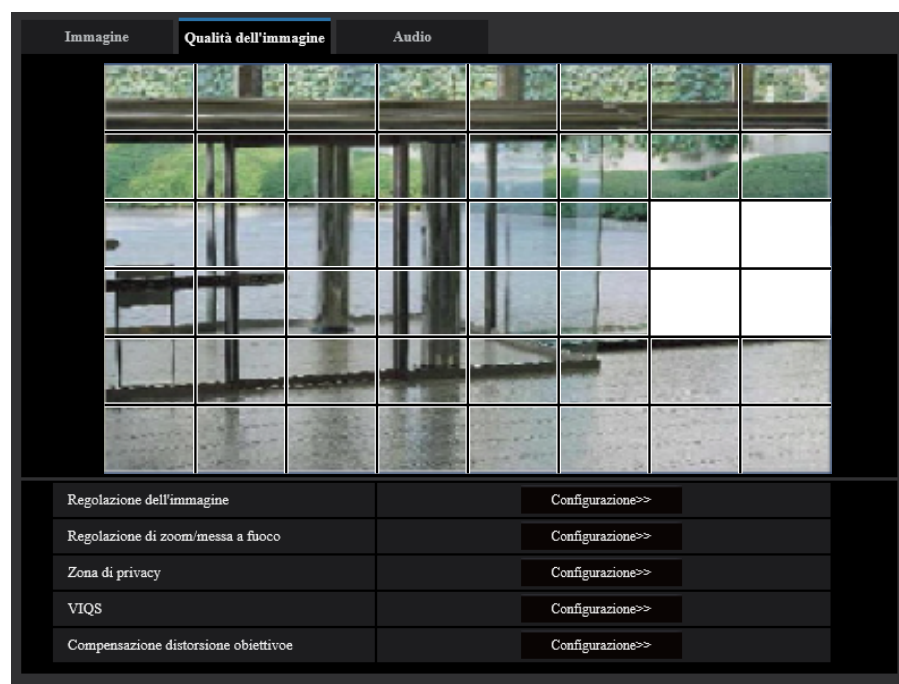 Immagine
Qualità dell'immagine
Audio
Regolazione dell'immagine
Configurazione>>
Regolazione di zoom/messa a fuoco
Configurazione>>
Zona di privacy
Configurazione>>
VIQS
Configurazione>>
Compensazione distorsione obiettivoe
Configurazione>>